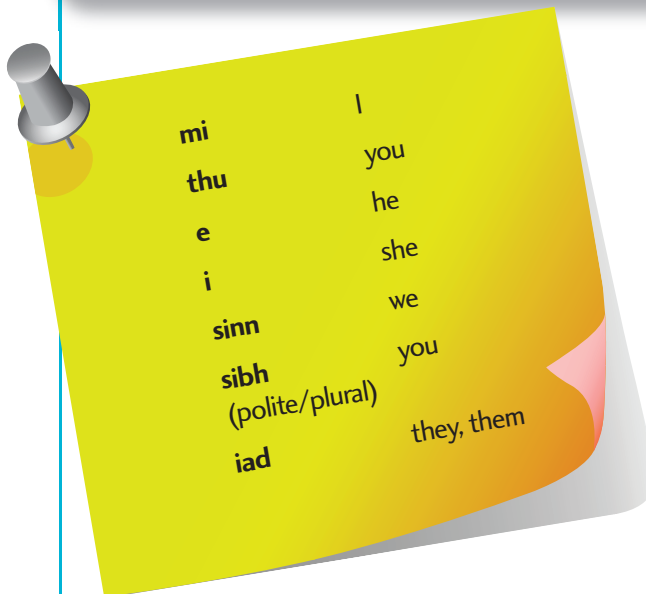 mi I
thu you
e he
i she
sinn we
sibh you
(polite/plural)
iad they, them